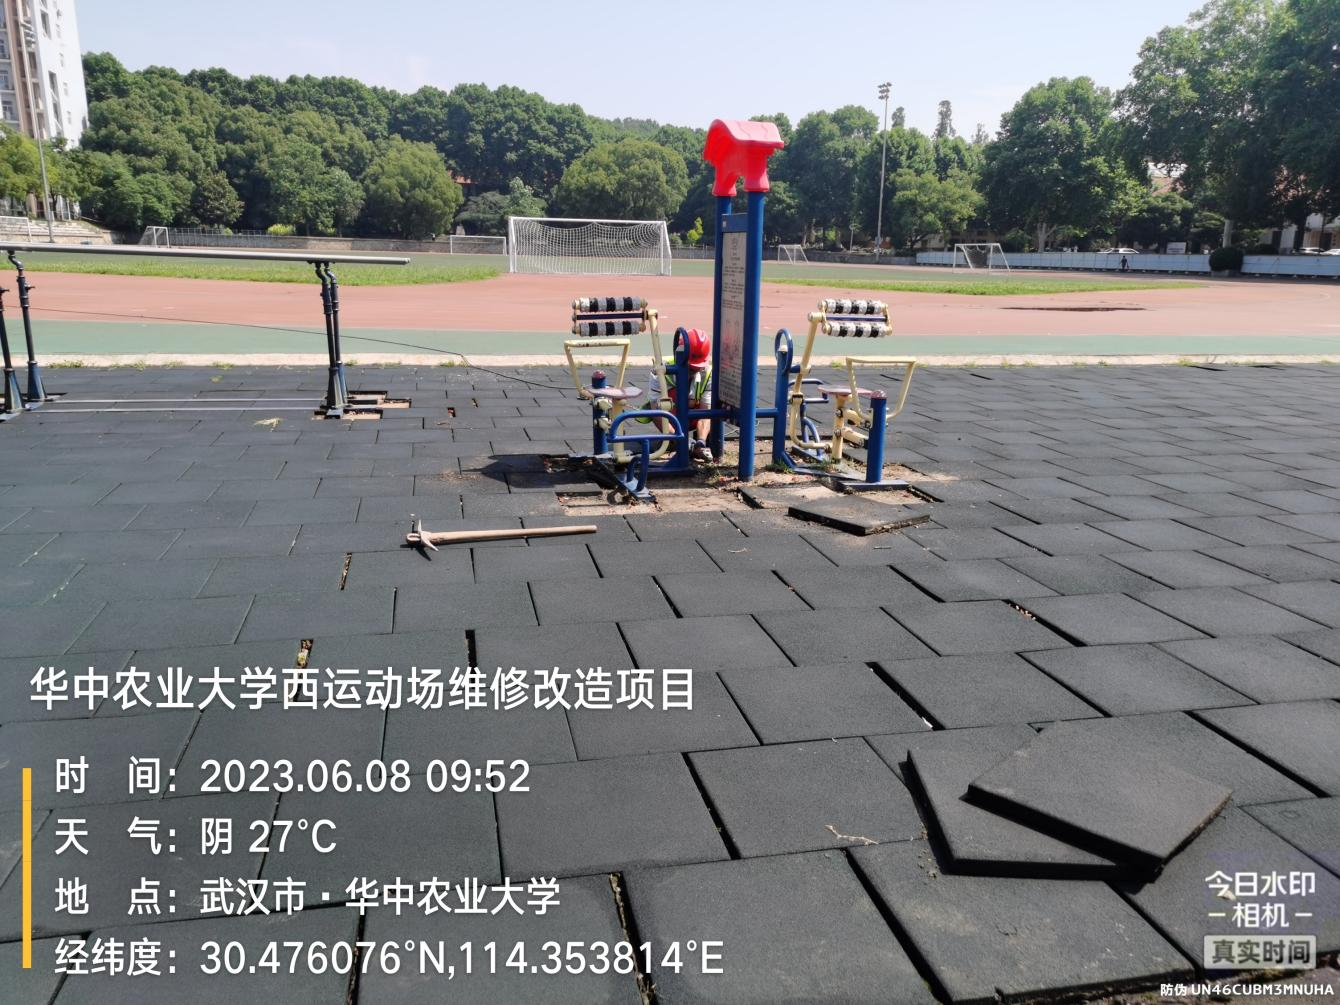 华中农业大学西运动场维修改造项目
时 间：2023.06.08 09:52
天 气：阴 27°C
地 点：武汉市·华中农业大学
经纬度：30.476076°N,114.353814°E
今日水印
-相机-
真实时间
防伪 UN46CUBM3MNUHA